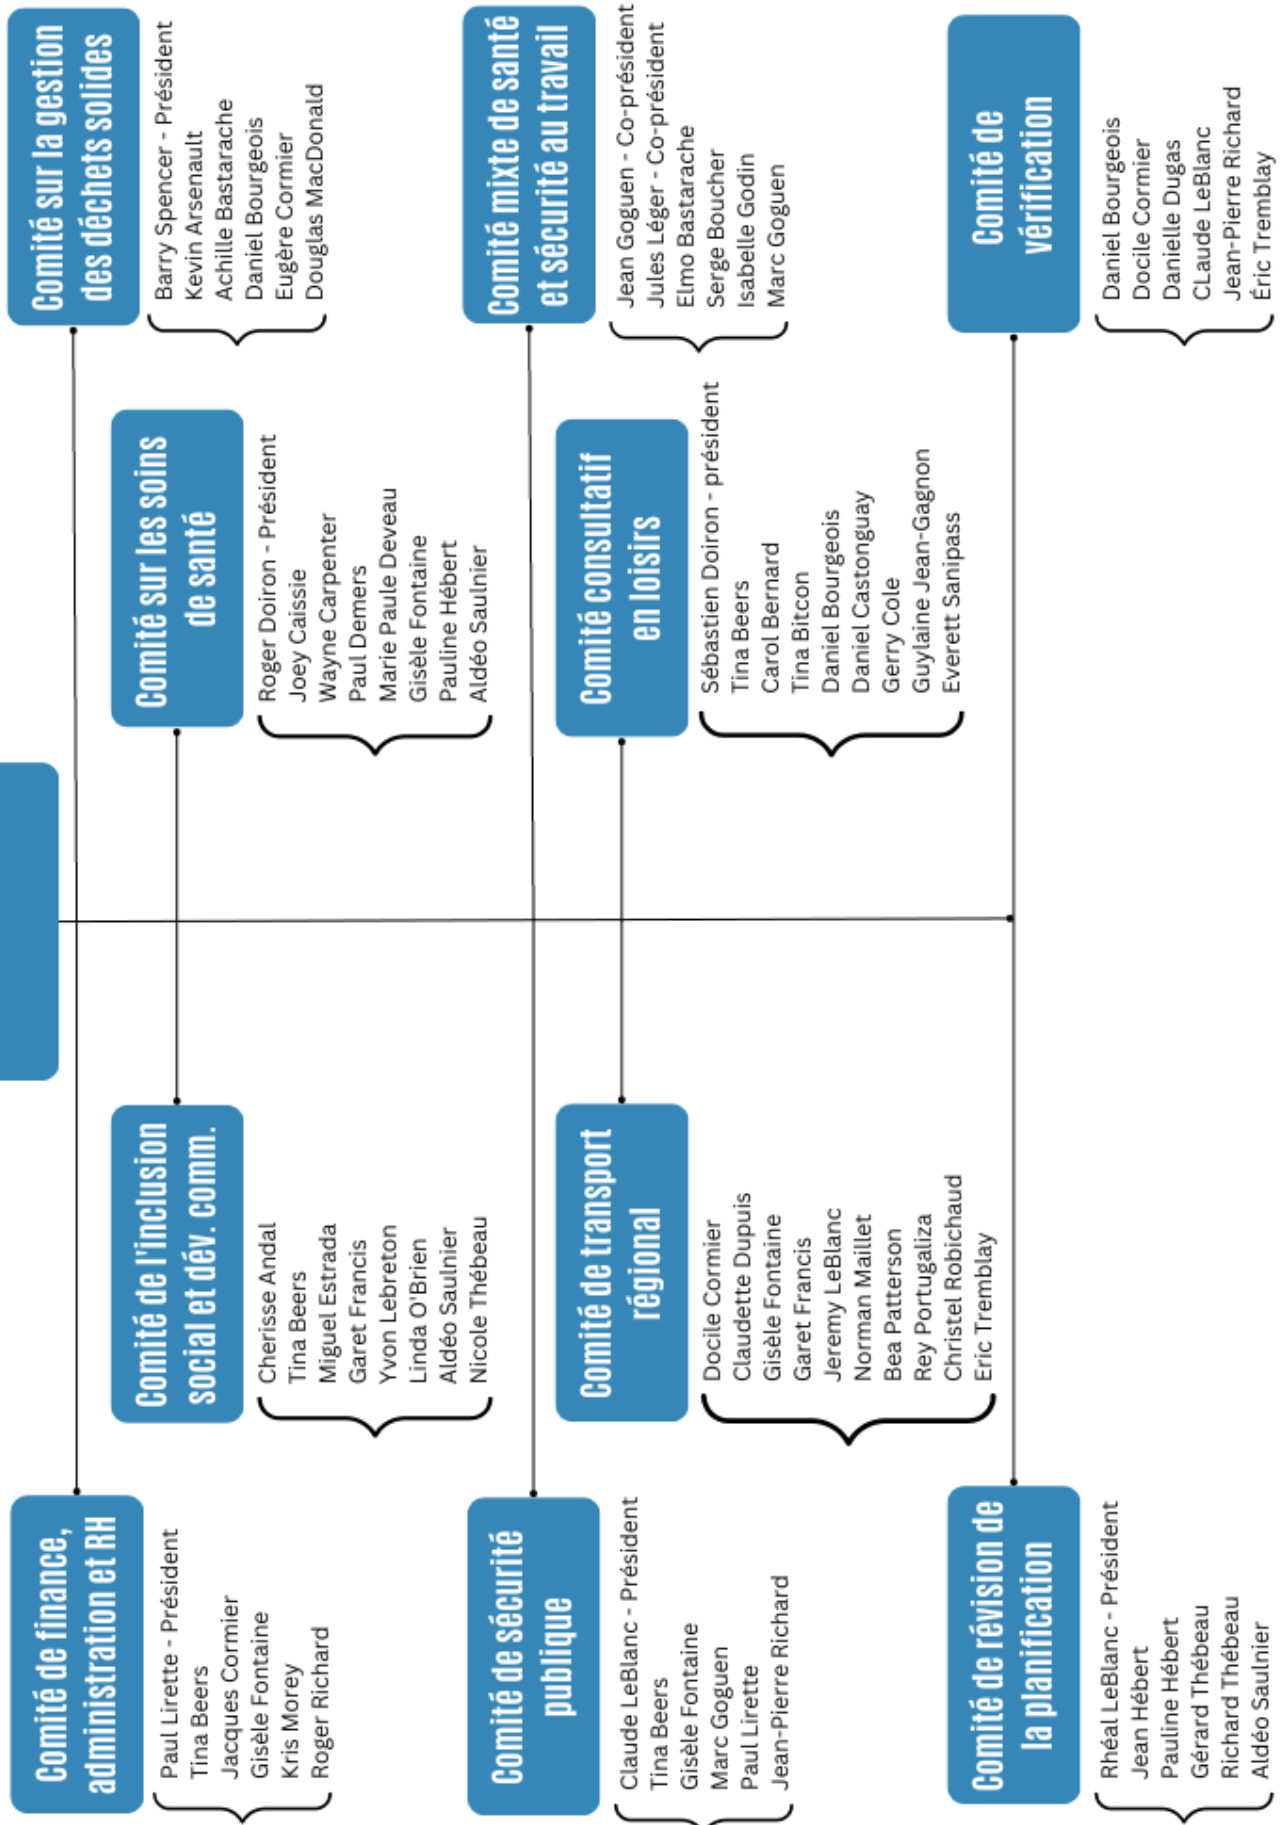 Comité de finance,
administration et RH
Paul Lirette - Président
Tina Beers
Jacques Cormier
Gisèle Fontaine
Kris Morey
Roger Richard
Comité de l'inclusion
social et dév. comm.
Cherisse Andal
Tina Beers
Miguel Estrada
Garet Francis
Yvon Lebreton
Linda O'Brien
Aldéo Saulnier
Nicole Thébeau
Comité sur les soins
de santé
Roger Doiron - Président
Joey Caissie
Wayne Carpenter
Paul Demers
Marie Paule Deveau
Gisèle Fontaine
Pauline Hébert
Aldéo Saulnier
Comité sur la gestion
des déchets solides
Barry Spencer - Président
Kevin Arsenault
Achille Bastarache
Daniel Bourgeois
Eugère Cormier
Douglas MacDonald
Comité de sécurité
publique
Claude LeBlanc - Président
Tina Beers
Gisèle Fontaine
Marc Goguen
Paul Lirette
Jean-Pierre Richard
Comité de transport
régional
Docile Cormier
Claudette Dupuis
Gisèle Fontaine
Garet Francis
Jeremy LeBlanc
Norman Maillet
Bea Patterson
Rey Portugaliza
Christel Robichaud
Eric Tremblay
Comité consultatif
en loisirs
Sébastien Doiron - président
Tina Beers
Carol Bernard
Tina Bitcon
Daniel Bourgeois
Daniel Castonguay
Gerry Cole
Guylaine Jean-Gagnon
Everett Sanipass
Comité mixte de santé
et sécurité au travail
Jean Goguen - Co-président
Jules Léger - Co-président
Elmo Bastarache
Serge Boucher
Isabelle Godin
Marc Goguen
Comité de révision de
la planification
Rhéal LeBlanc - Président
Jean Hébert
Pauline Hébert
Gérard Thébeau
Richard Thébeau
Aldéo Saulnier
Comité de
vérification
Daniel Bourgeois
Docile Cormier
Danielle Dugas
CLaude LeBlanc
Jean-Pierre Richard
Éric Tremblay